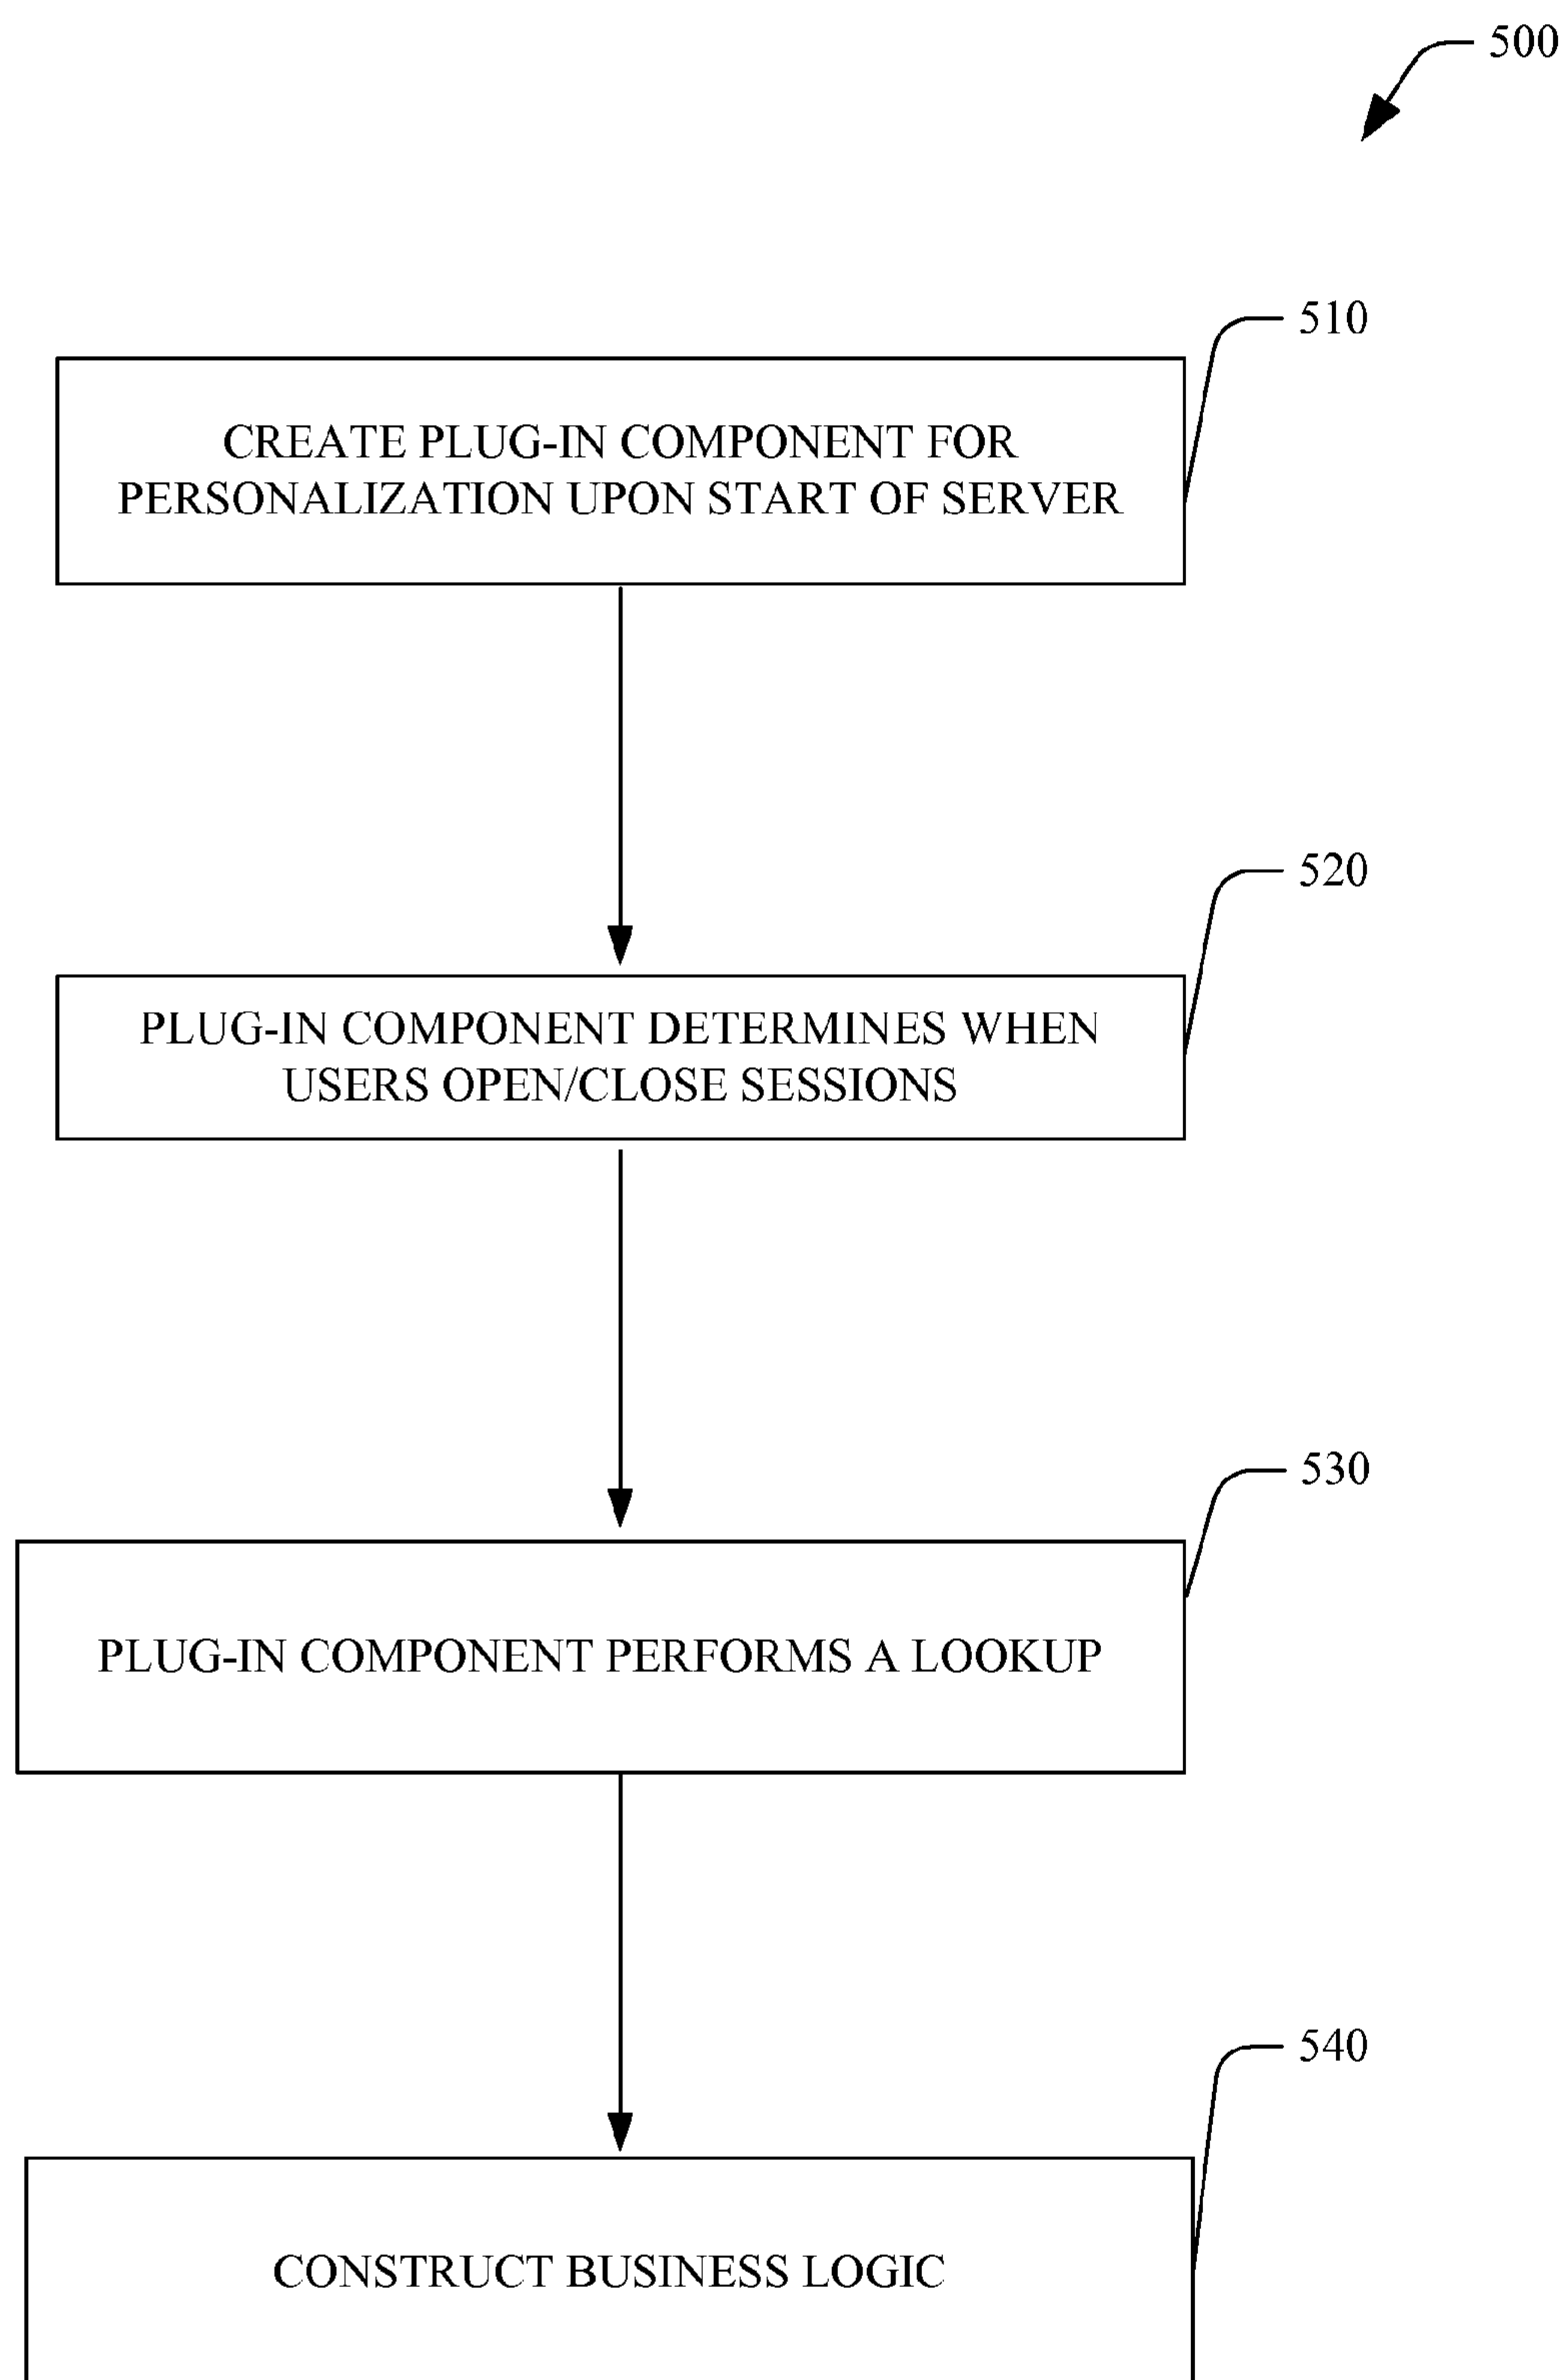 500
510
CREATE PLUG-IN COMPONENT FOR
PERSONALIZATION UPON START OF SERVER
520
PLUG-IN COMPONENT DETERMINES WHEN
USERS OPEN/CLOSE SESSIONS
530
PLUG-IN COMPONENT PERFORMS A LOOKUP
540
CONSTRUCT BUSINESS LOGIC